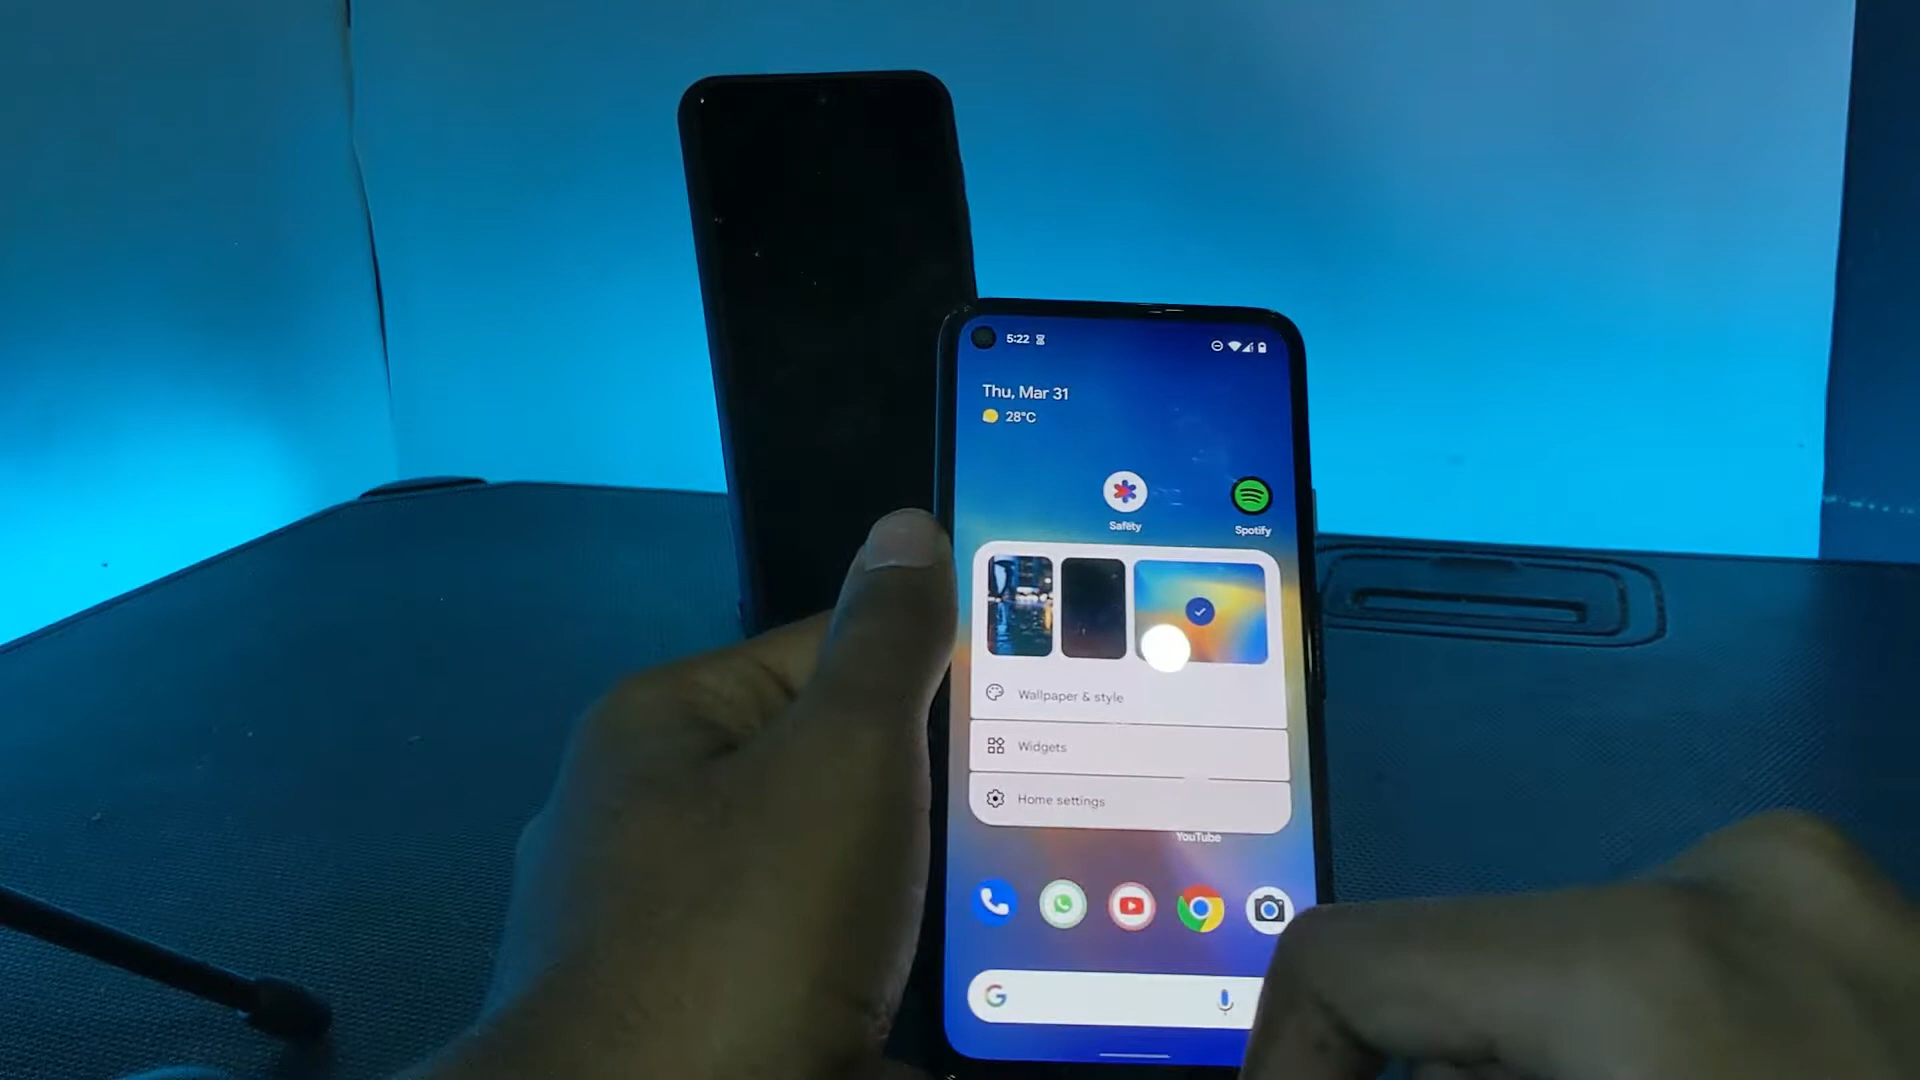 5:22
Thu, Mar 31
28°C
Safety
Spotify
Wallpaper & style
Widgets
Home settings
YouTube